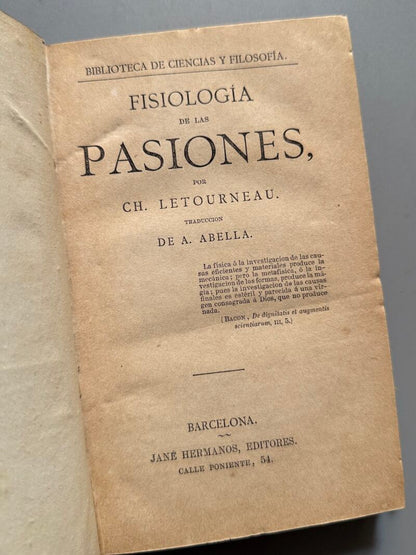 BIBLIOTECA DE CIENCIAS Y FILOSOFÍA.
FISIOLOGÍA
DE LAS
PASIONES,
POR
CH. LETOURNEAU.
TRADUCCION
DE A. ABELLA.
La física ó la investigacion de las cau-
sas eficientes y materiales produce la
mecánica; pero la metafísica, ó la in-
vestigacion de las formas, produce la má-
gia; pues la investigacion de las causas
finales es estéril y parecida á una vír-
gen consagrada á Dios, que no produce
nada.
(BACON, De dignitatis et augmentis
scientiarum, III, 5.)
BARCELONA.
JANÉ HERMANOS, EDITORES.
CALLE PONIENTE, 54.